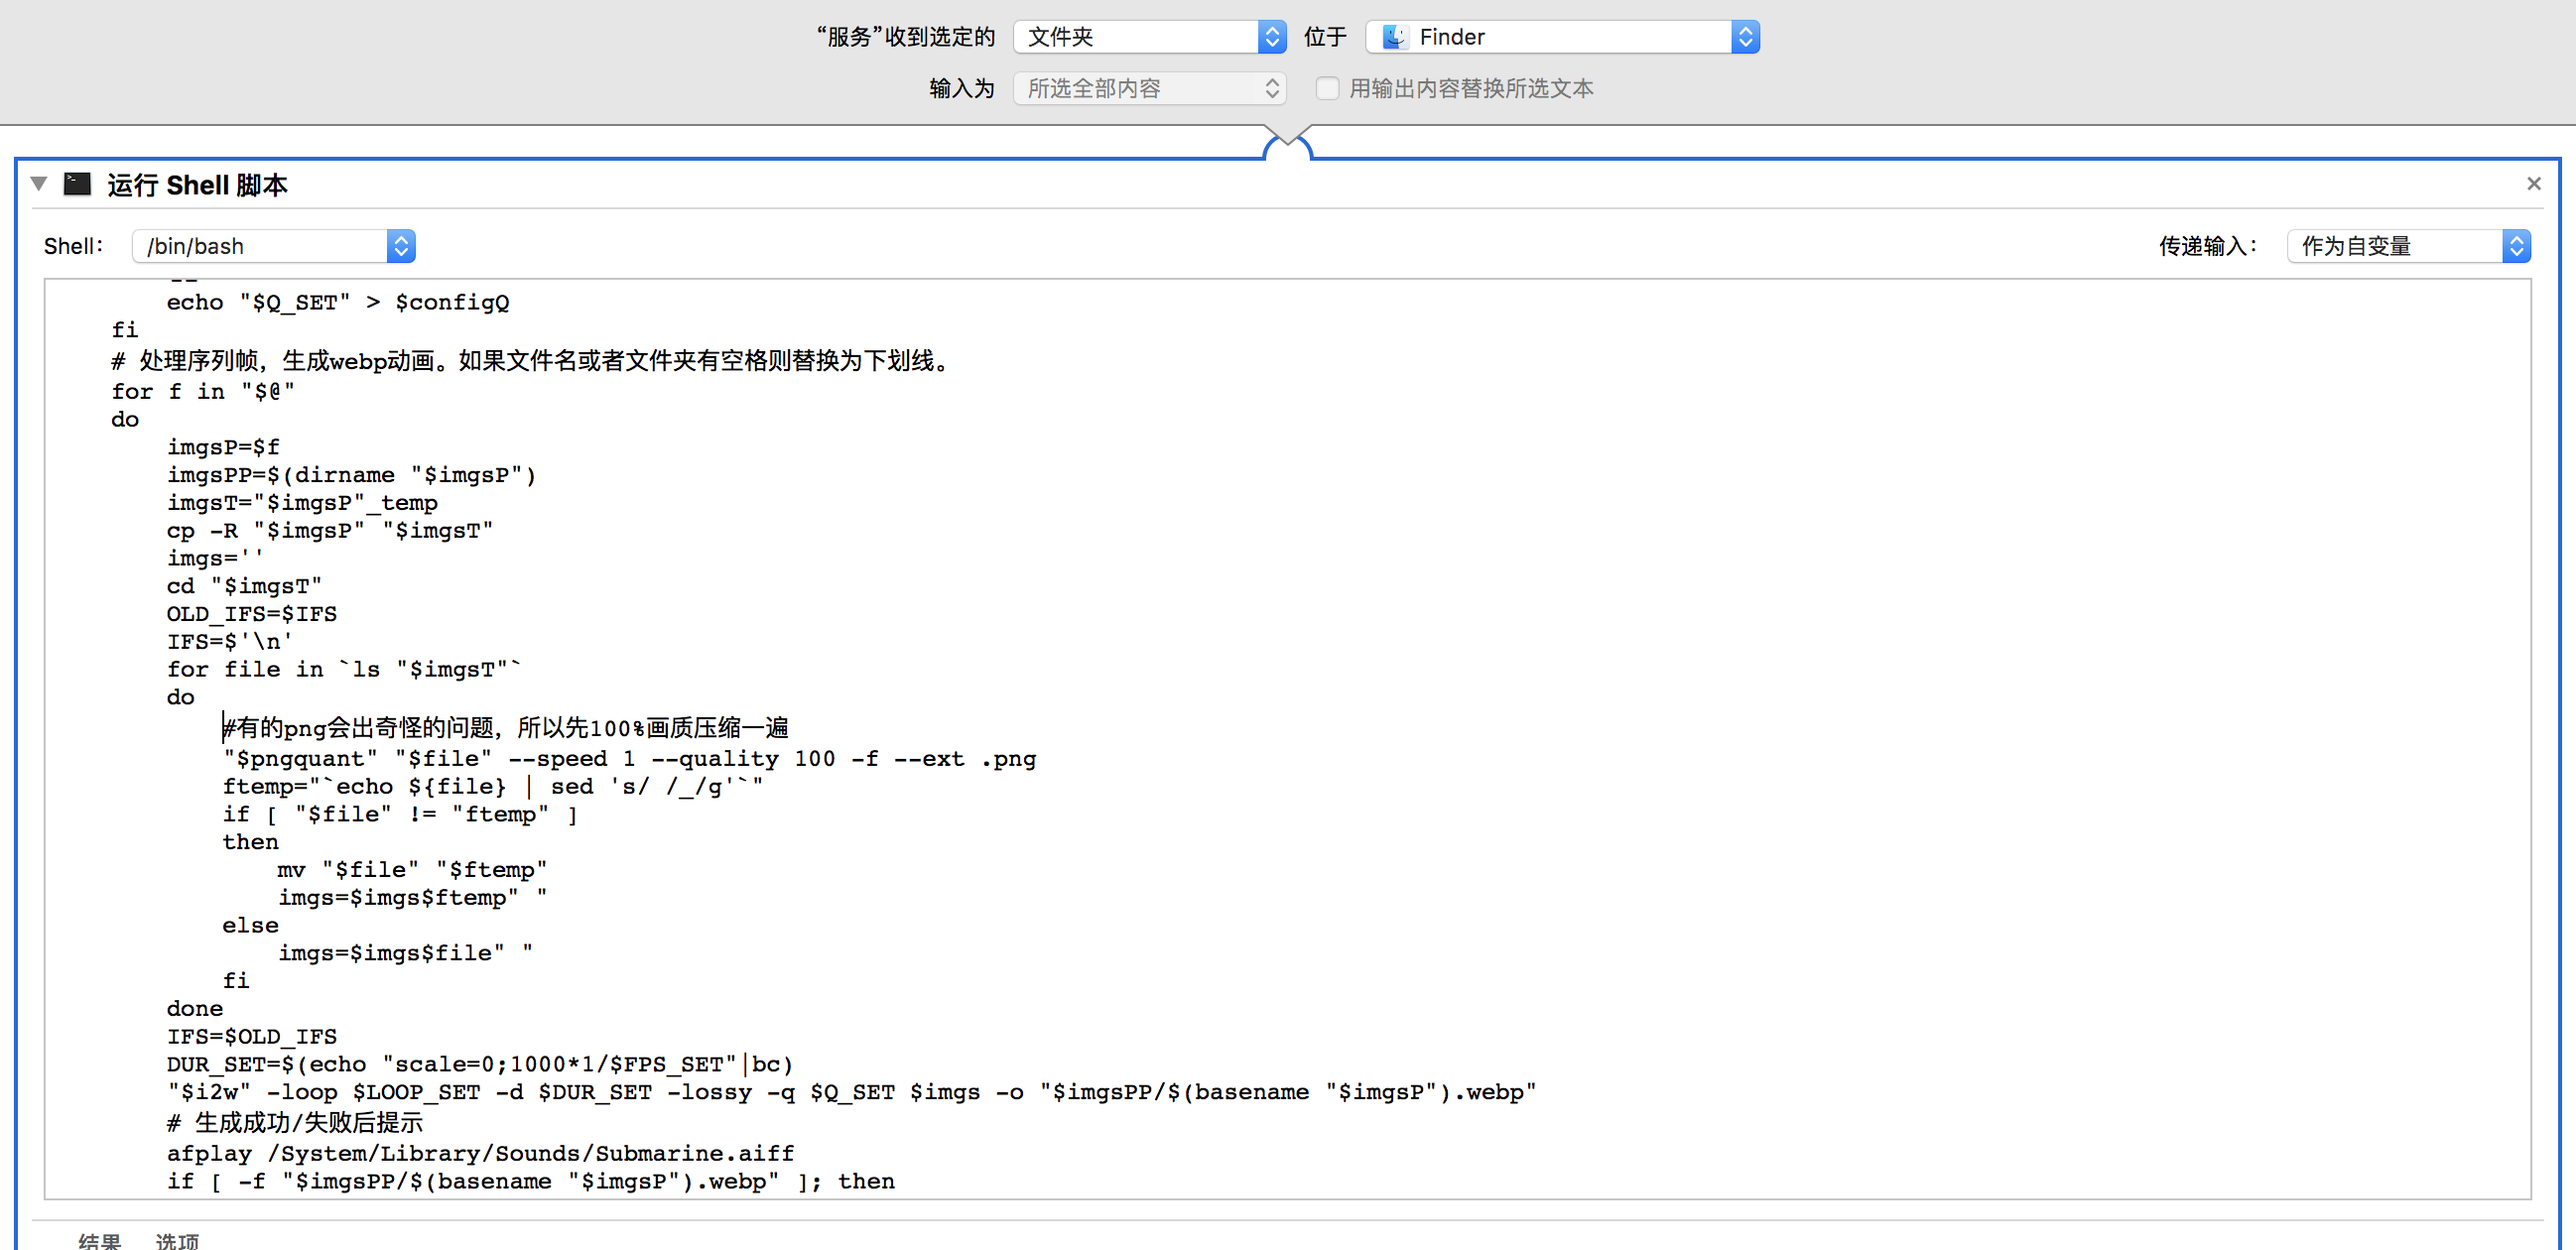 “服务”收到选定的 文件夹 位于 Finder
输入为 所选全部内容 用输出内容替换所选文本
运行 Shell 脚本
Shell： /bin/bash 传递输入： 作为自变量
echo "$Q_SET" > $configQ
fi
# 处理序列帧，生成webp动画。如果文件名或者文件夹有空格则替换为下划线。
for f in "$@"
do
imgsP=$f
imgsPP=$(dirname "$imgsP")
imgsT="$imgsP"_temp
cp -R "$imgsP" "$imgsT"
imgs=''
cd "$imgsT"
OLD_IFS=$IFS
IFS=$'\n'
for file in `ls "$imgsT"`
do
#有的png会出奇怪的问题，所以先100%画质压缩一遍
"$pngquant" "$file" --speed 1 --quality 100 -f --ext .png
ftemp="`echo ${file} | sed 's/ /_/g'`"
if [ "$file" != "ftemp" ]
then
mv "$file" "$ftemp"
imgs=$imgs$ftemp" "
else
imgs=$imgs$file" "
fi
done
IFS=$OLD_IFS
DUR_SET=$(echo "scale=0;1000*1/$FPS_SET"|bc)
"$i2w" -loop $LOOP_SET -d $DUR_SET -lossy -q $Q_SET $imgs -o "$imgsPP/$(basename "$imgsP").webp"
# 生成成功/失败后提示
afplay /System/Library/Sounds/Submarine.aiff
if [ -f "$imgsPP/$(basename "$imgsP").webp" ]; then
结果 选项